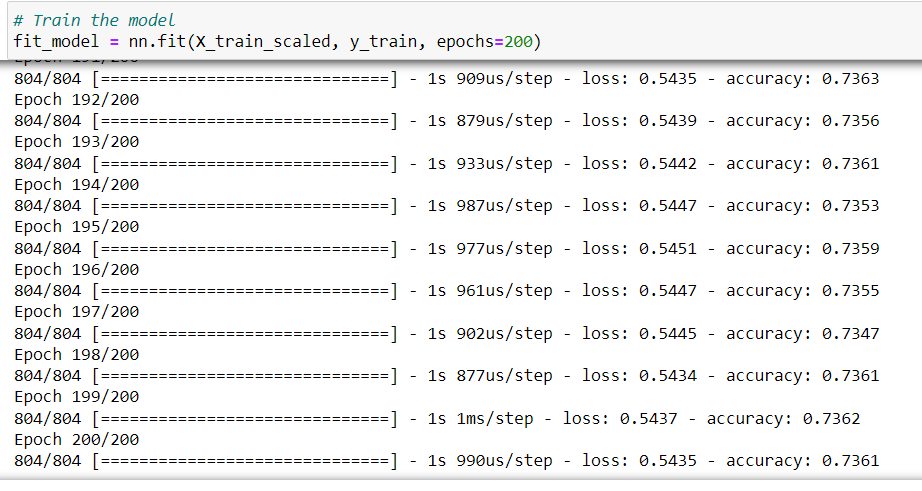 # Train the model
fit_model = nn.fit(X_train_scaled, y_train, epochs=200)
804/804 [==============================] - 1s 909us/step - loss: 0.5435 - accuracy: 0.7363
Epoch 192/200
804/804 [==============================] - 1s 879us/step - loss: 0.5439 - accuracy: 0.7356
Epoch 193/200
804/804 [==============================] - 1s 933us/step - loss: 0.5442 - accuracy: 0.7361
Epoch 194/200
804/804 [==============================] - 1s 987us/step - loss: 0.5447 - accuracy: 0.7353
Epoch 195/200
804/804 [==============================] - 1s 977us/step - loss: 0.5451 - accuracy: 0.7359
Epoch 196/200
804/804 [==============================] - 1s 961us/step - loss: 0.5447 - accuracy: 0.7355
Epoch 197/200
804/804 [==============================] - 1s 902us/step - loss: 0.5445 - accuracy: 0.7347
Epoch 198/200
804/804 [==============================] - 1s 877us/step - loss: 0.5434 - accuracy: 0.7361
Epoch 199/200
804/804 [==============================] - 1s 1ms/step - loss: 0.5437 - accuracy: 0.7362
Epoch 200/200
804/804 [==============================] - 1s 990us/step - loss: 0.5435 - accuracy: 0.7361